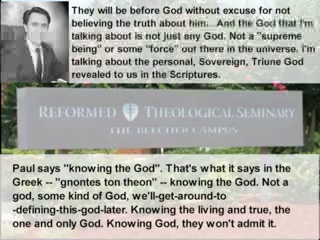 They will be before God without excuse for not
believing the truth about him. And the God that I'm
talking about is not just any God. Not a "supreme
being" or some "force" out there in the universe. I'm
talking about the personal, Sovereign, Triune God
revealed to us in the Scriptures.
REFORMED THEOLOGICAL SEMINARY
THE BELCHER CAMPUS
Paul says "knowing the God". That's what it says in the
Greek -- "gnontes ton theon" -- knowing the God. Not a
god, some kind of God, we'll-get-around-to
-defining-this-god-later. Knowing the living and true, the
one and only God. Knowing God, they won't admit it.